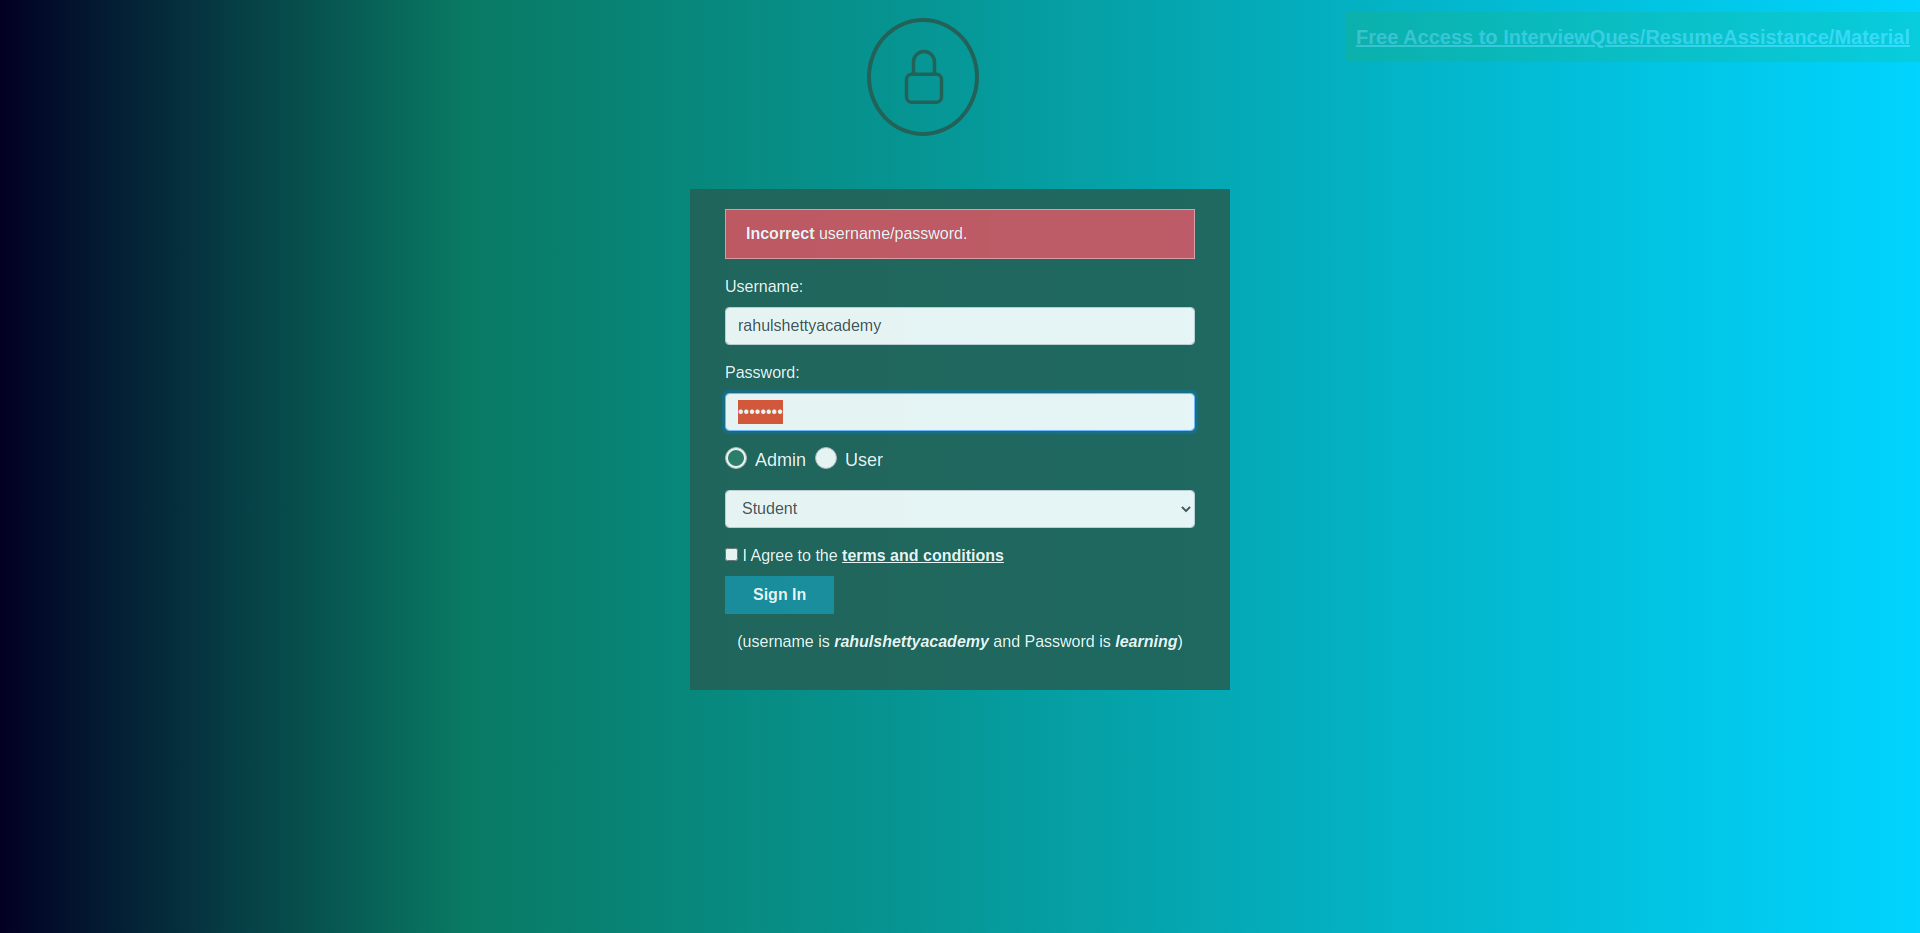 Free Access to InterviewQues/ResumeAssistance/Material
Incorrect username/password.
Username:
rahulshettyacademy
Password:
••••••••
Admin User
Student
I Agree to the terms and conditions
Sign In
(username is rahulshettyacademy and Password is learning)